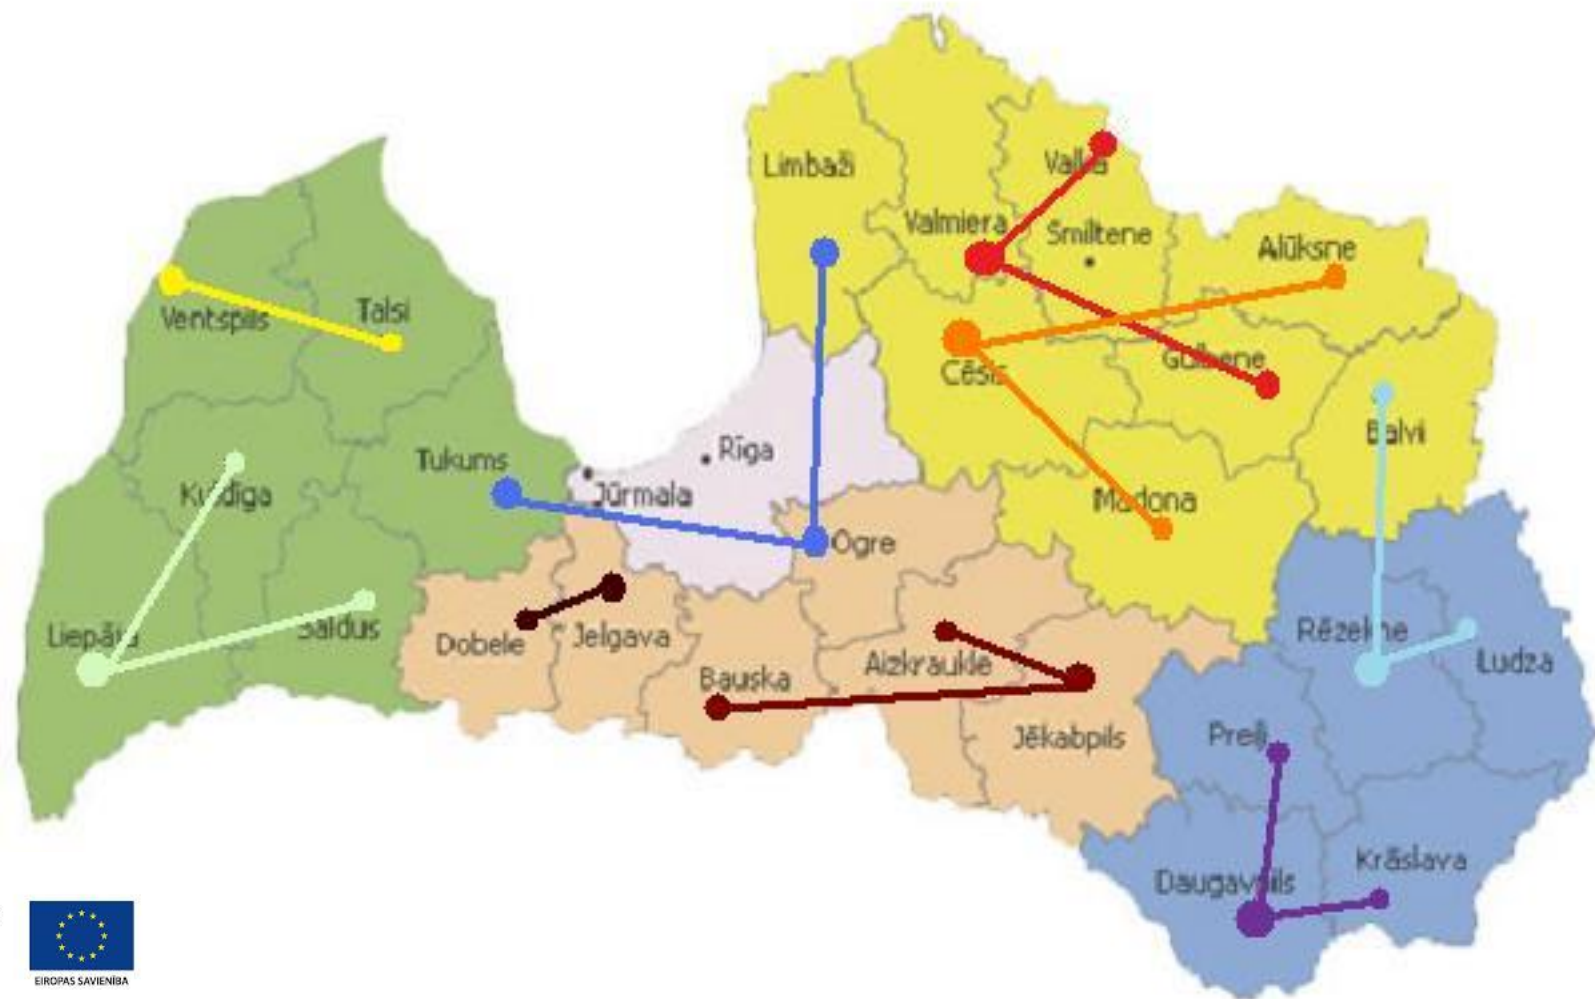 Limbaži
Valka
Valmiera
Smiltene
Alūksne
Ventspils
Talsi
Gulbene
Cēsis
Balvi
Tukums
Rīga
Kuldīga
Jūrmala
Madona
Ogre
Liepāja
Saldus
Dobele
Jelgava
Rēzekne
Aizkraukle
Ludza
Bauska
Jēkabpils
Preiļi
Krāslava
Daugavpils
EIROPAS SAVIENĪBA